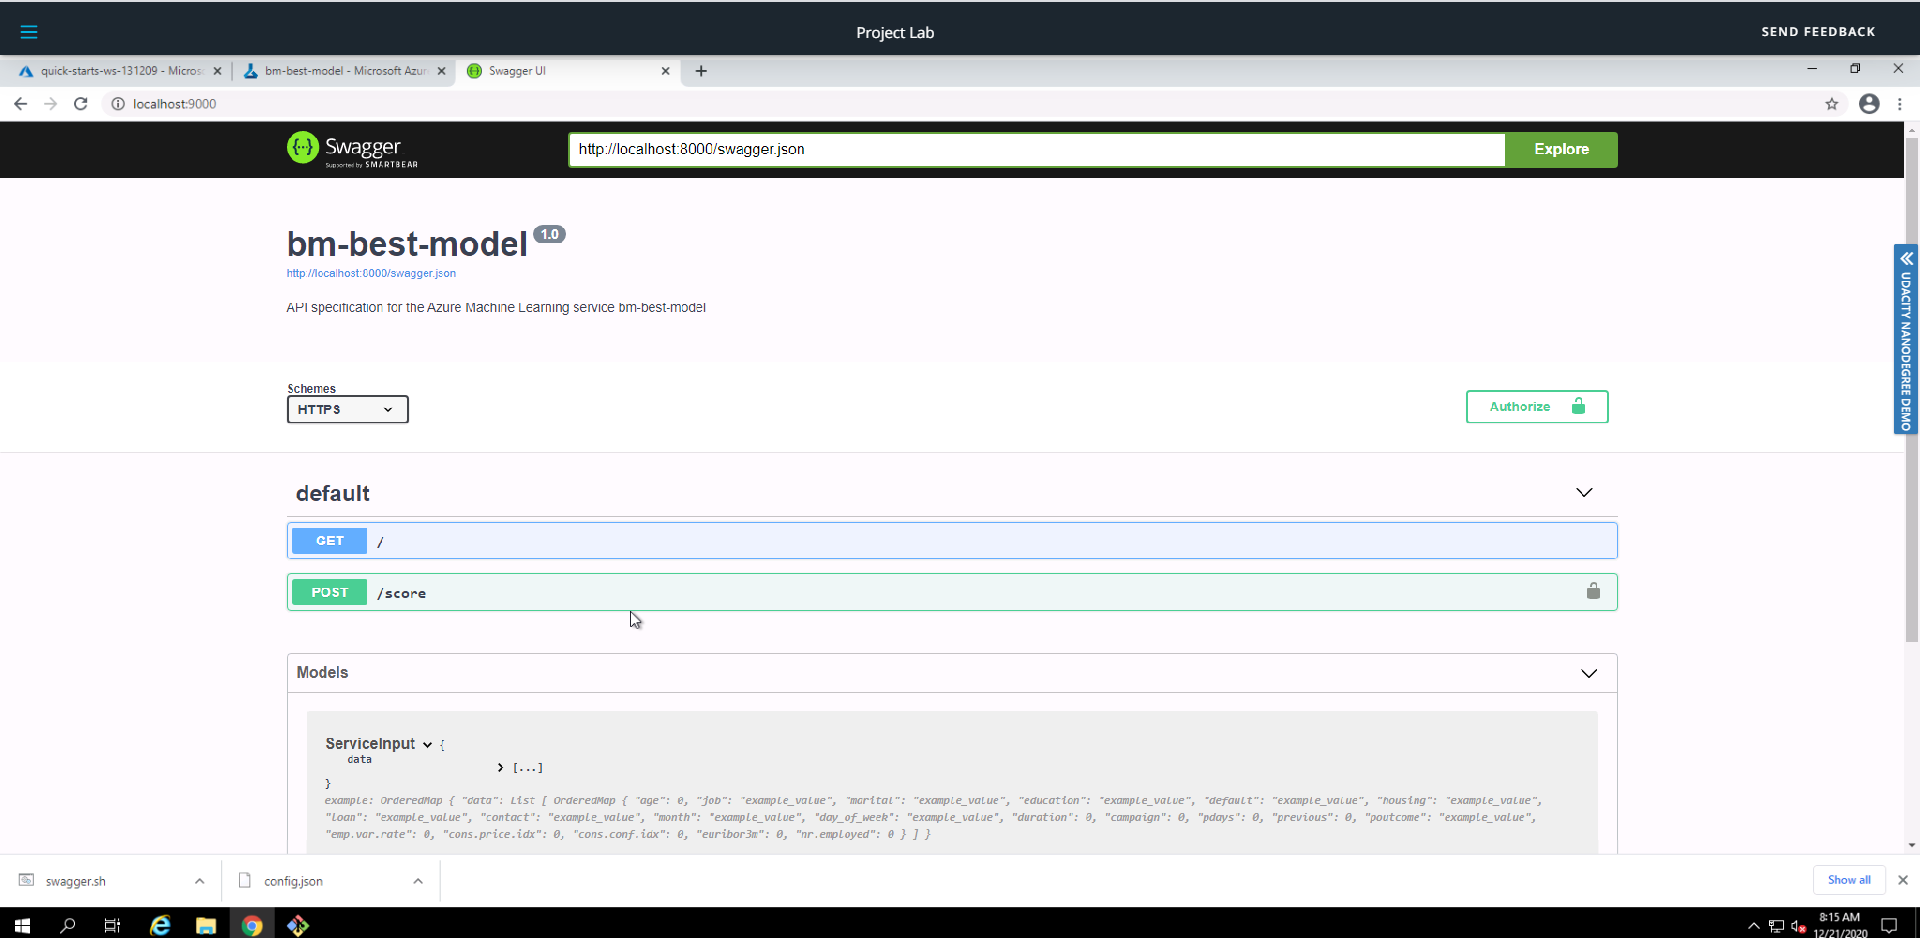 Project Lab
SEND FEEDBACK
quick-starts-ws-131209 - Micros
bm-best-model - Microsoft Azur
Swagger UI
localhost:9000
Swagger
Supported by SMARTBEAR
http://localhost:8000/swagger.json
Explore
bm-best-model 1.0
http://localhost:8000/swagger.json
API specification for the Azure Machine Learning service bm-best-model
UDACITY NANODEGREE DEMO
Schemes
HTTPS
Authorize
default
GET /
POST /score
Models
ServiceInput {
data
[...]
}
example: OrderedMap { "data": List [ OrderedMap { "age": 0, "job": "example_value", "marital": "example_value", "education": "example_value", "default": "example_value", "housing": "example_value",
"loan": "example_value", "contact": "example_value", "month": "example_value", "day_of_week": "example_value", "duration": 0, "campaign": 0, "pdays": 0, "previous": 0, "poutcome": "example_value",
"emp.var.rate": 0, "cons.price.idx": 0, "cons.conf.idx": 0, "euribor3m": 0, "nr.employed": 0 } ] }
swagger.sh
config.json
Show all
8:15 AM
12/21/2020